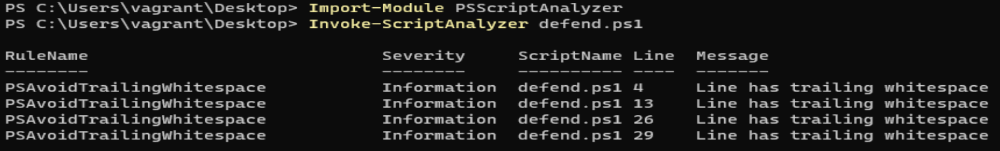 PS C:\Users\vagrant\Desktop> Import-Module PSScriptAnalyzer
PS C:\Users\vagrant\Desktop> Invoke-ScriptAnalyzer defend.ps1
RuleName Severity ScriptName Line Message
-------- -------- ---------- ---- -------
PSAvoidTrailingWhitespace Information defend.ps1 4 Line has trailing whitespace
PSAvoidTrailingWhitespace Information defend.ps1 13 Line has trailing whitespace
PSAvoidTrailingWhitespace Information defend.ps1 26 Line has trailing whitespace
PSAvoidTrailingWhitespace Information defend.ps1 29 Line has trailing whitespace